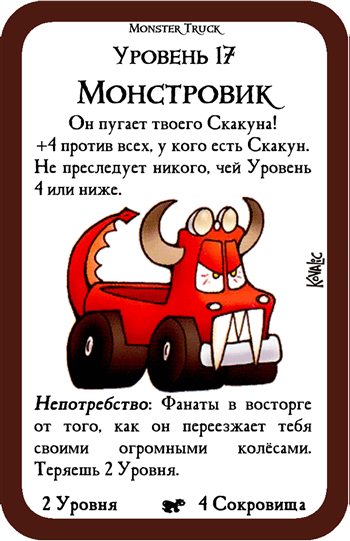 Monster Truck
Уровень 17
Монстровик
Он пугает твоего Скакуна!
+4 против всех, у кого есть Скакун.
Не преследует никого, чей Уровень
4 или ниже.
Kovalic
Непотребство: Фанаты в восторге
от того, как он переезжает тебя
своими огромными колёсами.
Теряешь 2 Уровня.
2 Уровня 4 Сокровища